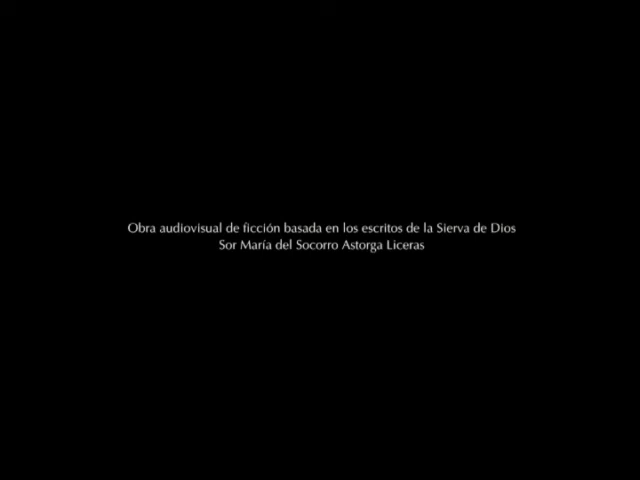 Obra audiovisual de ficción basada en los escritos de la Sierva de Dios
Sor María del Socorro Astorga Liceras